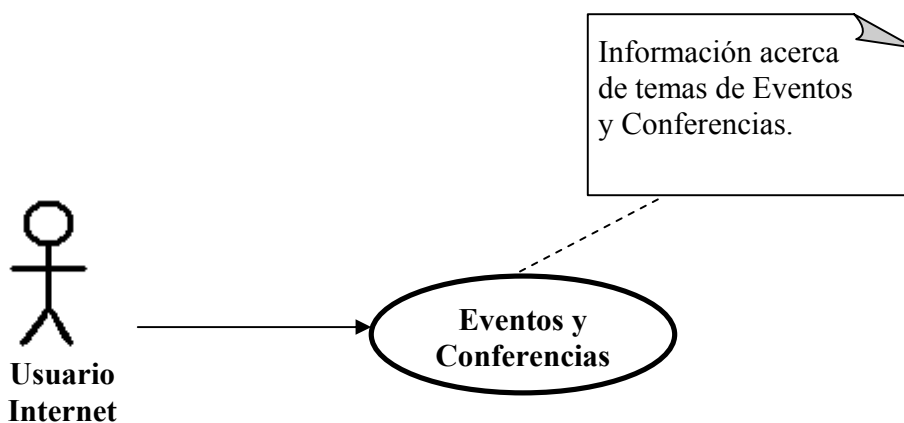 Información acerca
de temas de Eventos
y Conferencias.
Eventos y
Conferencias
Usuario
Internet